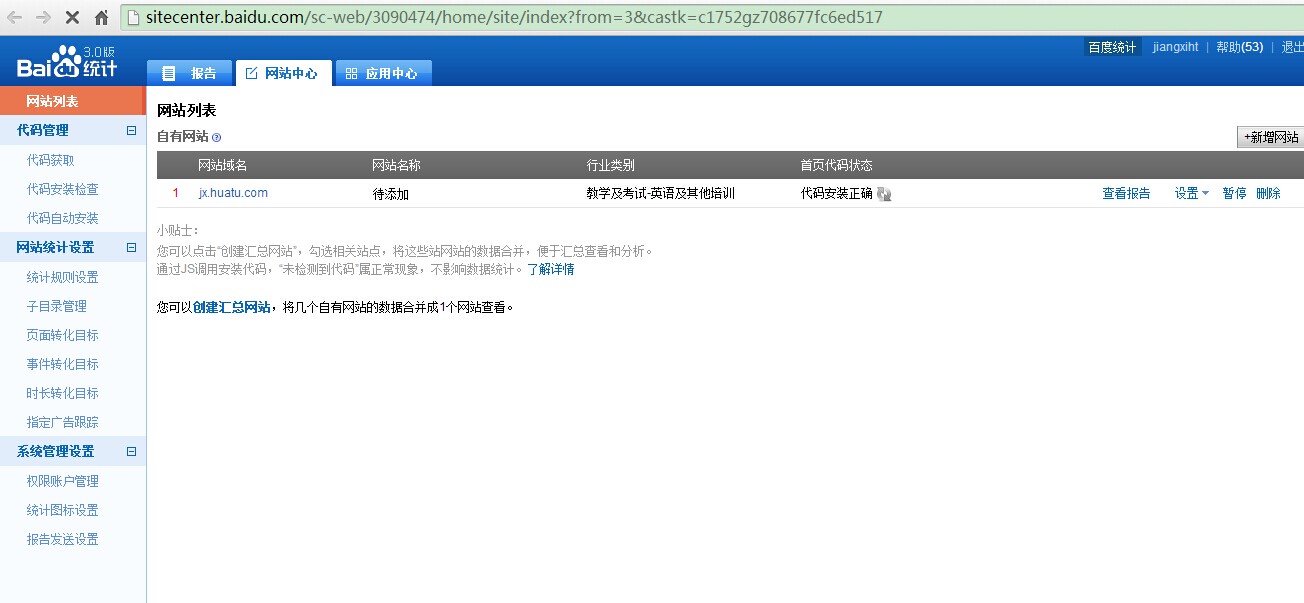 sitecenter.baidu.com/sc-web/3090474/home/site/index?from=3&castk=c1752gz708677fc6ed517
百度统计 jiangxiht | 帮助(53) | 退出
Bai du 统计 3.0版
报告 网站中心 应用中心
网站列表
代码管理
代码获取
代码安装检查
代码自动安装
网站统计设置
统计规则设置
子目录管理
页面转化目标
事件转化目标
时长转化目标
指定广告跟踪
系统管理设置
权限账户管理
统计图标设置
报告发送设置
网站列表
自有网站 ?
+新增网站
网站域名 网站名称 行业类别 首页代码状态
1 jx.huatu.com 待添加 教学及考试-英语及其他培训 代码安装正确 查看报告 设置 暂停 删除
小贴士：
您可以点击“创建汇总网站”，勾选相关站点，将这些站网站的数据合并，便于汇总查看和分析。
通过JS调用安装代码，“未检测到代码”属正常现象，不影响数据统计。了解详情
您可以创建汇总网站，将几个自有网站的数据合并成1个网站查看。